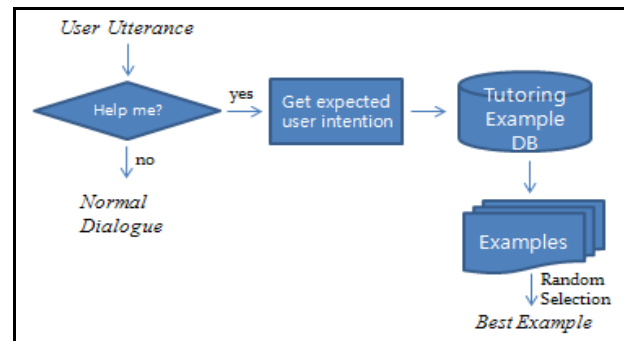 User Utterance
Help me?
yes
no
Normal
Dialogue
Get expected
user intention
Tutoring
Example
DB
Examples
Random
Selection
Best Example